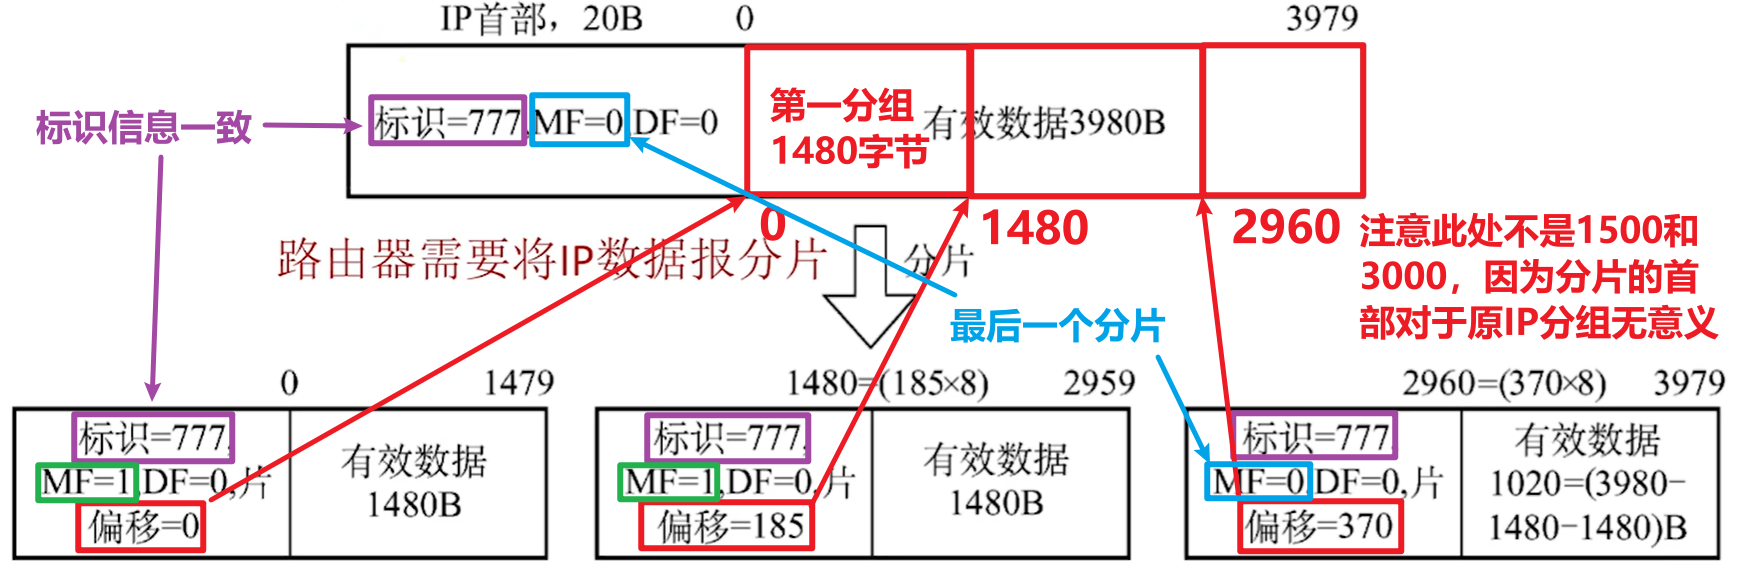 IP首部，20B 0 3979
标识信息一致
标识=777,MF=0,DF=0
第一分组
1480字节
有效数据3980B
0 1480 2960
注意此处不是1500和
3000，因为分片的首
部对于原IP分组无意义
路由器需要将IP数据报分片
分片
最后一个分片
0 1479
1480=(185×8) 2959
2960=(370×8) 3979
标识=777,
MF=1,DF=0,片
偏移=0
有效数据
1480B
标识=777,
MF=1,DF=0,片
偏移=185
有效数据
1480B
标识=777,
MF=0,DF=0,片
偏移=370
有效数据
1020=(3980-
1480-1480)B